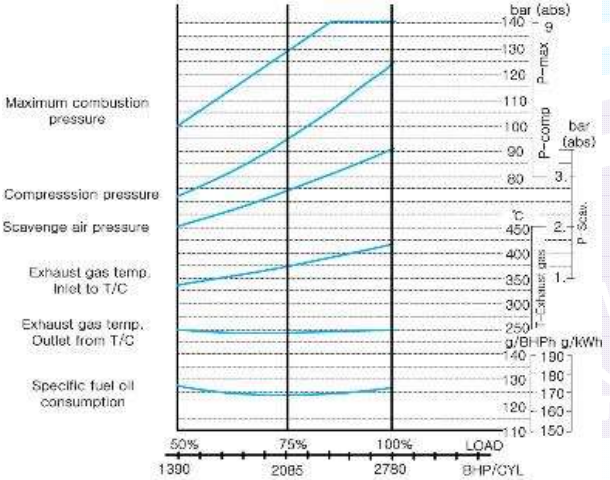 bar (abs)
140 9
130
120
110
100
90
80
P-max
P-comp
bar
(abs)
3.
2.
1.
P-Scav.
Maximum combustion
pressure
Compresssion pressure
Scavenge air pressure
Exhaust gas temp.
Inlet to T/C
Exhaust gas temp.
Outlet from T/C
Specific fuel oil
consumption
℃
450
400
350
300
250
T-Exhaust gas
g/BHPh g/kWh
140 190
130 180
170
120 160
110 150
50% 75% 100% LOAD
1390 2085 2780 BHP/CYL